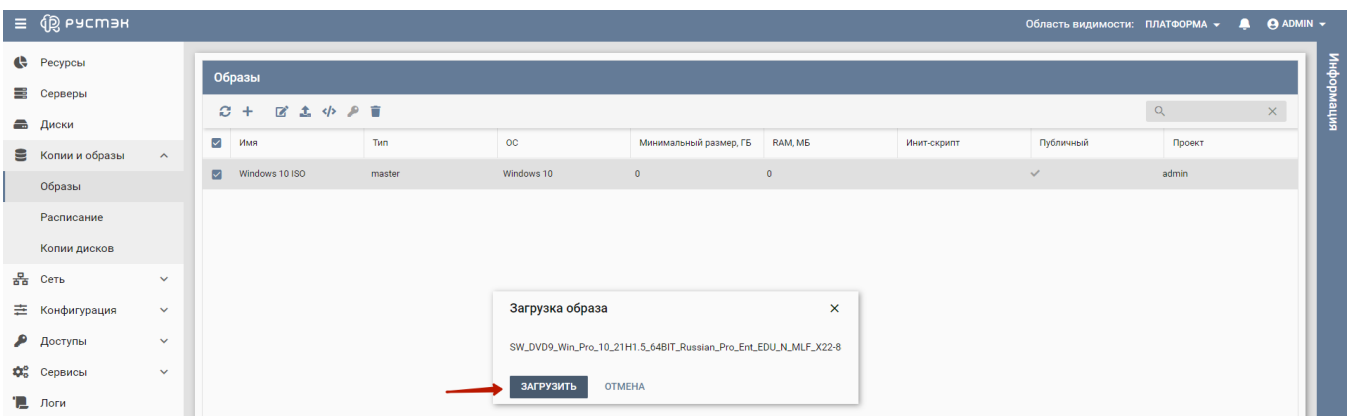 РУСТЭК
Область видимости: ПЛАТФОРМА
ADMIN
Ресурсы
Серверы
Диски
Копии и образы
Образы
Расписание
Копии дисков
Сеть
Конфигурация
Доступы
Сервисы
Логи
Образы
Имя Тип ОС Минимальный размер, ГБ RAM, МБ Инит-скрипт Публичный Проект
Windows 10 ISO master Windows 10 0 0 admin
Загрузка образа
SW_DVD9_Win_Pro_10_21H1.5_64BIT_Russian_Pro_Ent_EDU_N_MLF_X22-8
ЗАГРУЗИТЬ ОТМЕНА
Информация